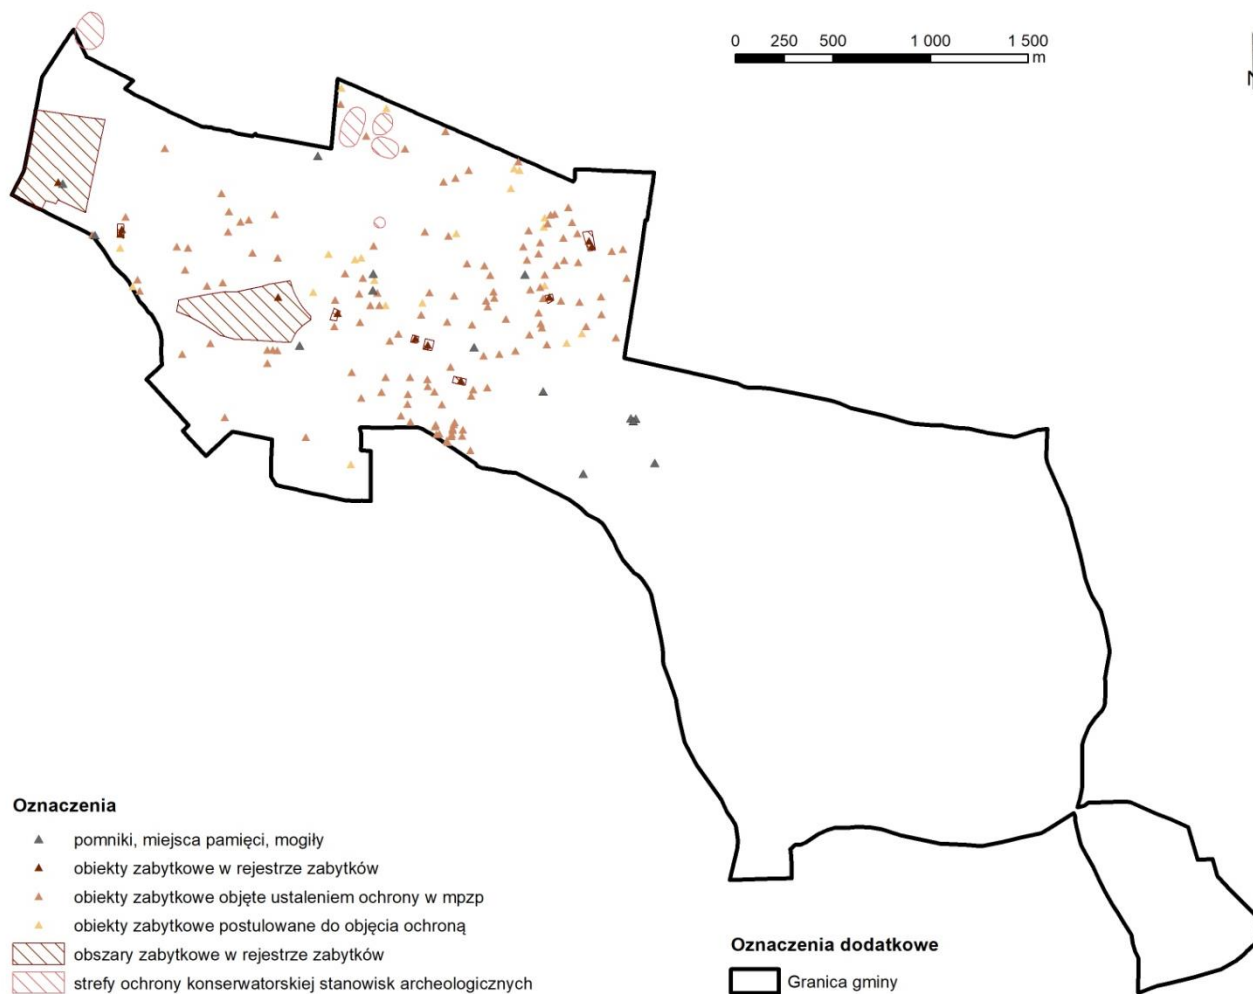 0 250 500 1 000 1 500
m
N
Oznaczenia
pomniki, miejsca pamięci, mogiły
obiekty zabytkowe w rejestrze zabytków
obiekty zabytkowe objęte ustaleniem ochrony w mpzp
obiekty zabytkowe postulowane do objęcia ochroną
obszary zabytkowe w rejestrze zabytków
strefy ochrony konserwatorskiej stanowisk archeologicznych
Oznaczenia dodatkowe
Granica gminy